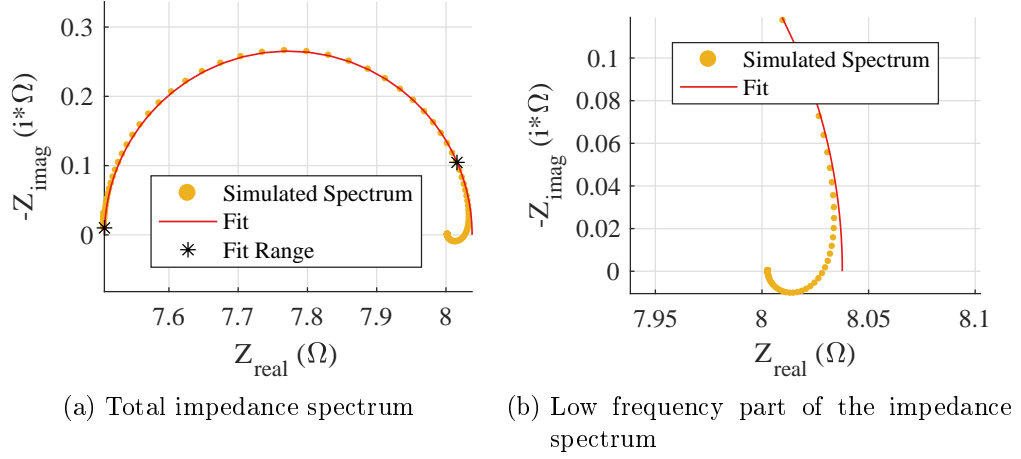 0.3
0.2
0.1
0
-Z_imag (i*Ω)
Simulated Spectrum
Fit
Fit Range
7.6 7.7 7.8 7.9 8
Z_real (Ω)
(a) Total impedance spectrum
0.1
0.08
0.06
0.04
0.02
0
-Z_imag (i*Ω)
Simulated Spectrum
Fit
7.95 8 8.05 8.1
Z_real (Ω)
(b) Low frequency part of the impedance
spectrum